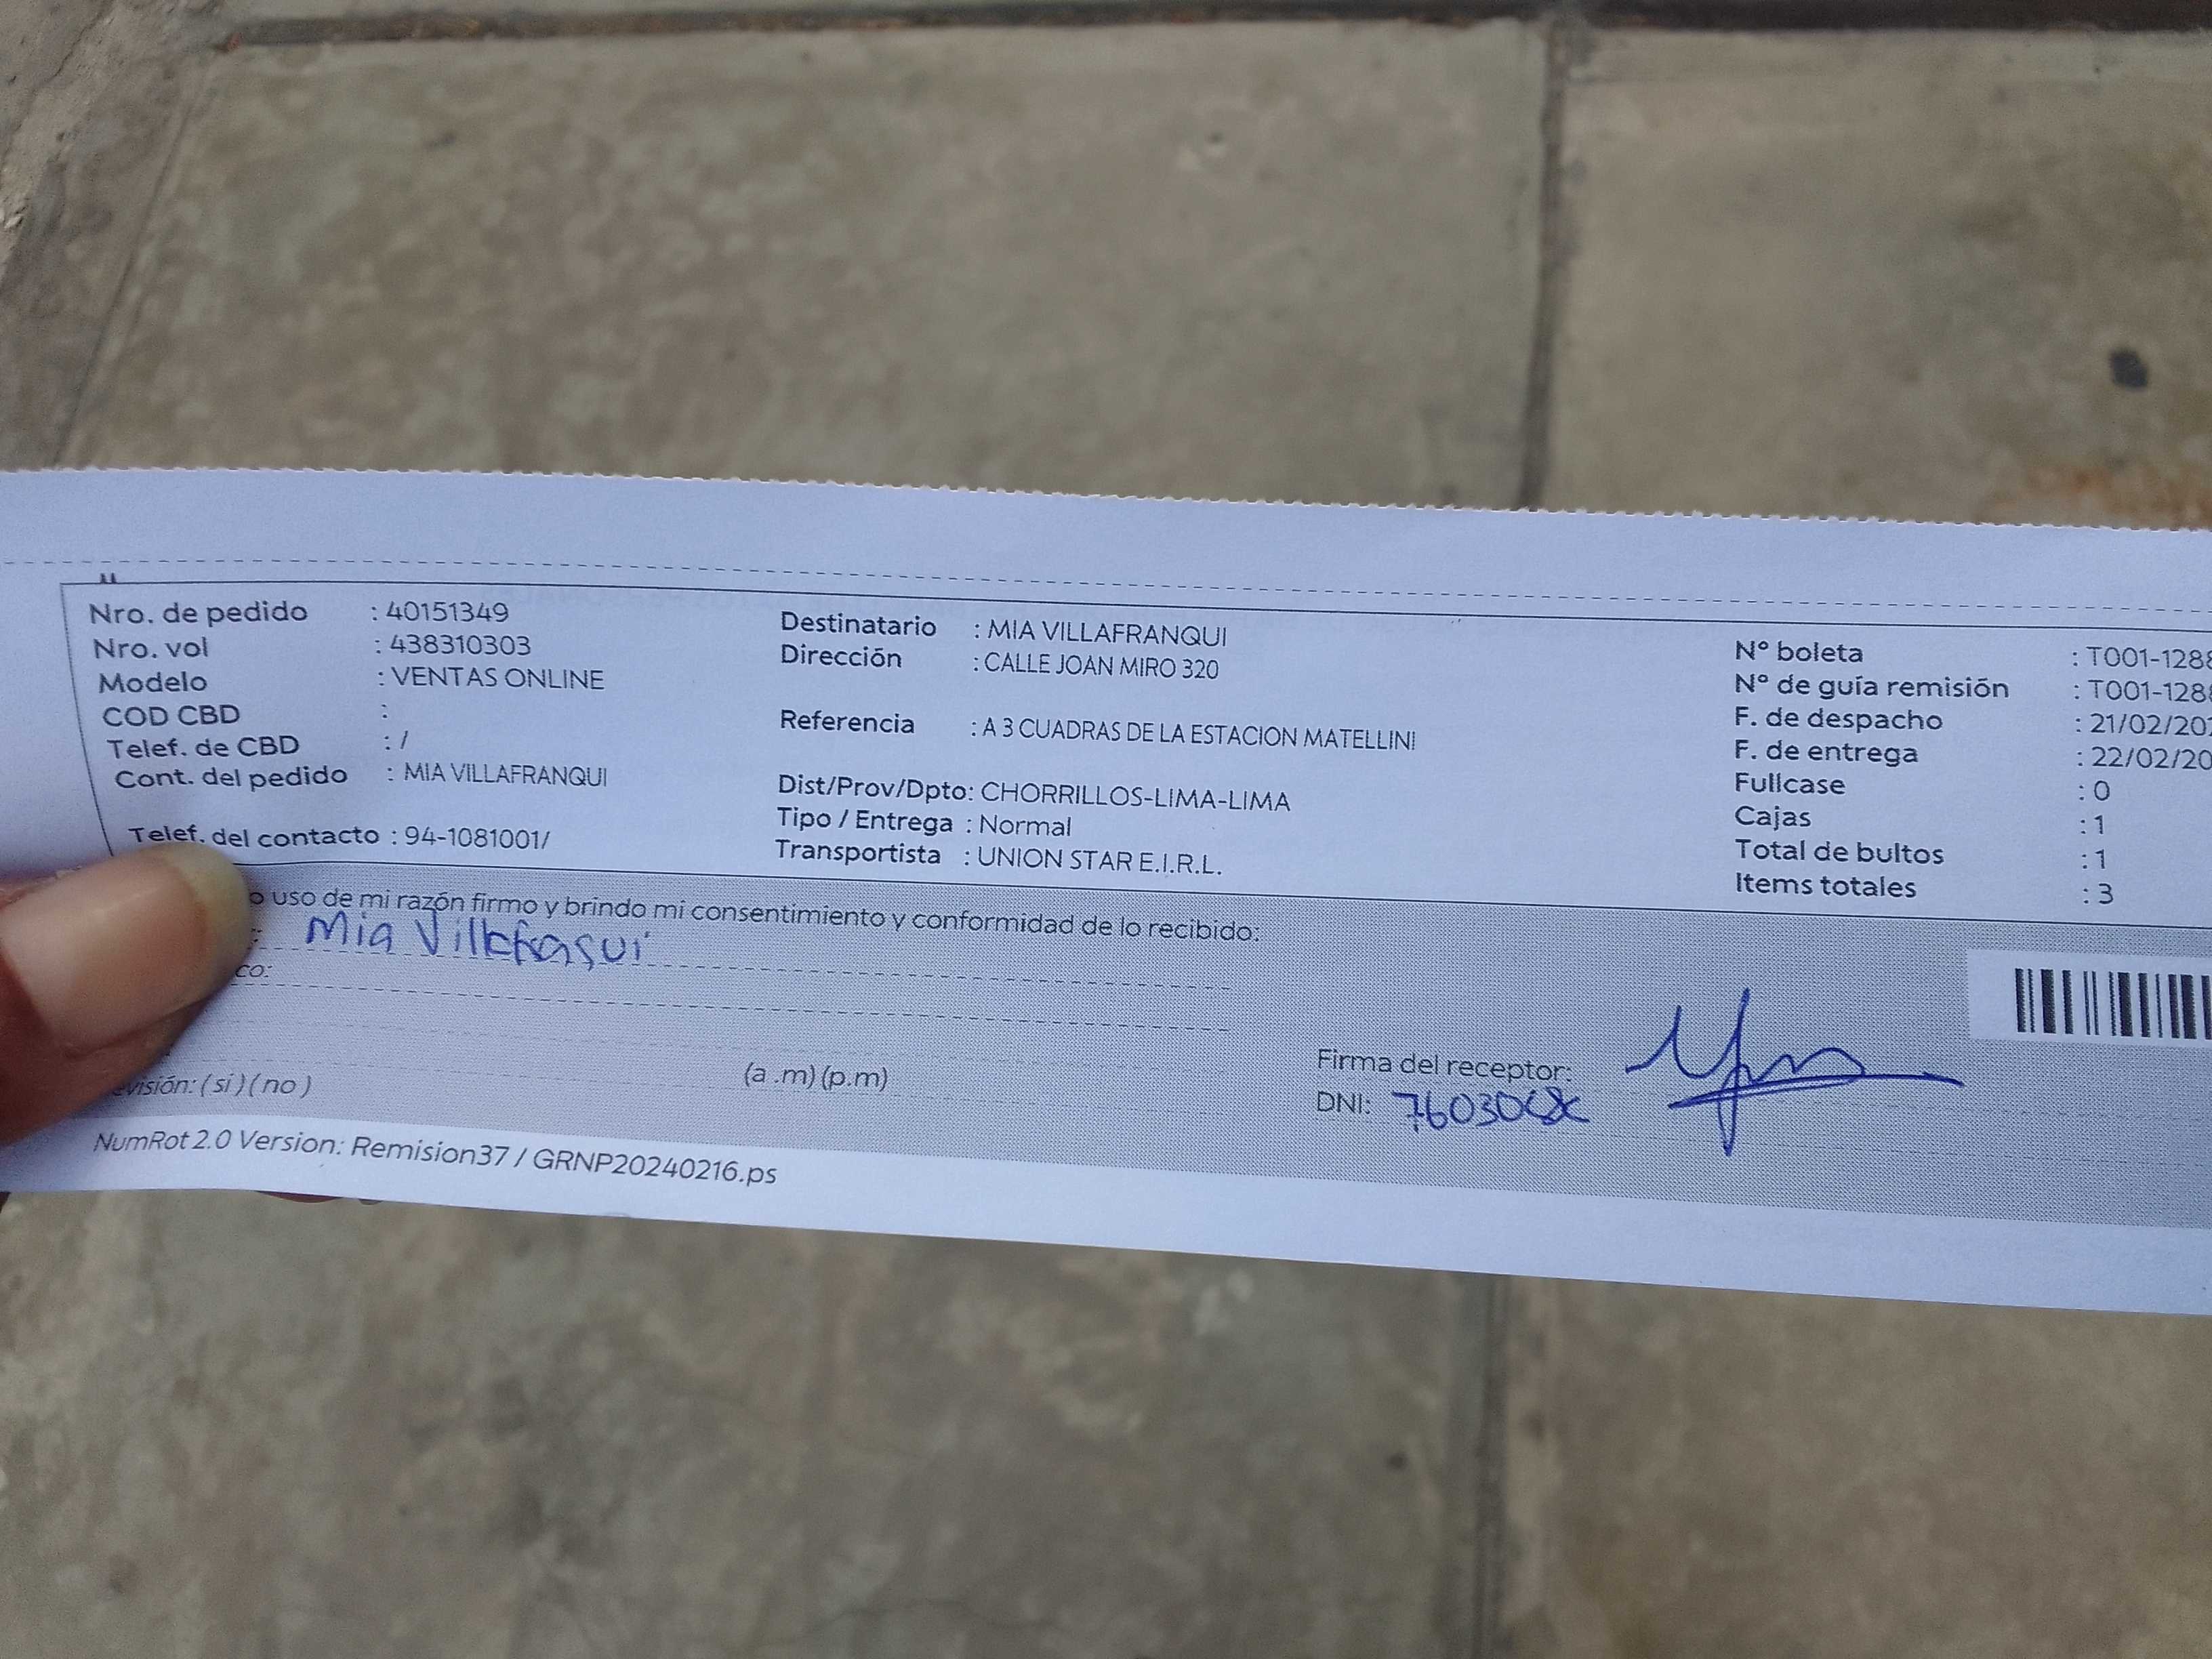 Nro. de pedido : 40151349
Nro. vol : 438310303
Modelo : VENTAS ONLINE
COD CBD :
Telef. de CBD : /
Cont. del pedido : MIA VILLAFRANQUI
Telef. del contacto : 94-1081001/
Destinatario : MIA VILLAFRANQUI
Dirección : CALLE JOAN MIRO 320
Referencia : A 3 CUADRAS DE LA ESTACION MATELLINI
Dist/Prov/Dpto: CHORRILLOS-LIMA-LIMA
Tipo / Entrega : Normal
Transportista : UNION STAR E.I.R.L.
Nº boleta : T001-128
Nº de guía remisión : T001-128
F. de despacho : 21/02/20
F. de entrega : 22/02/20
Fullcase : 0
Cajas : 1
Total de bultos : 1
Items totales : 3
o uso de mi razón firmo y brindo mi consentimiento y conformidad de lo recibido:
: Mia
co:
visión: ( si ) ( no ) (a .m) (p.m)
Firma del receptor:
DNI:
NumRot 2.0 Version: Remision37 / GRNP20240216.ps